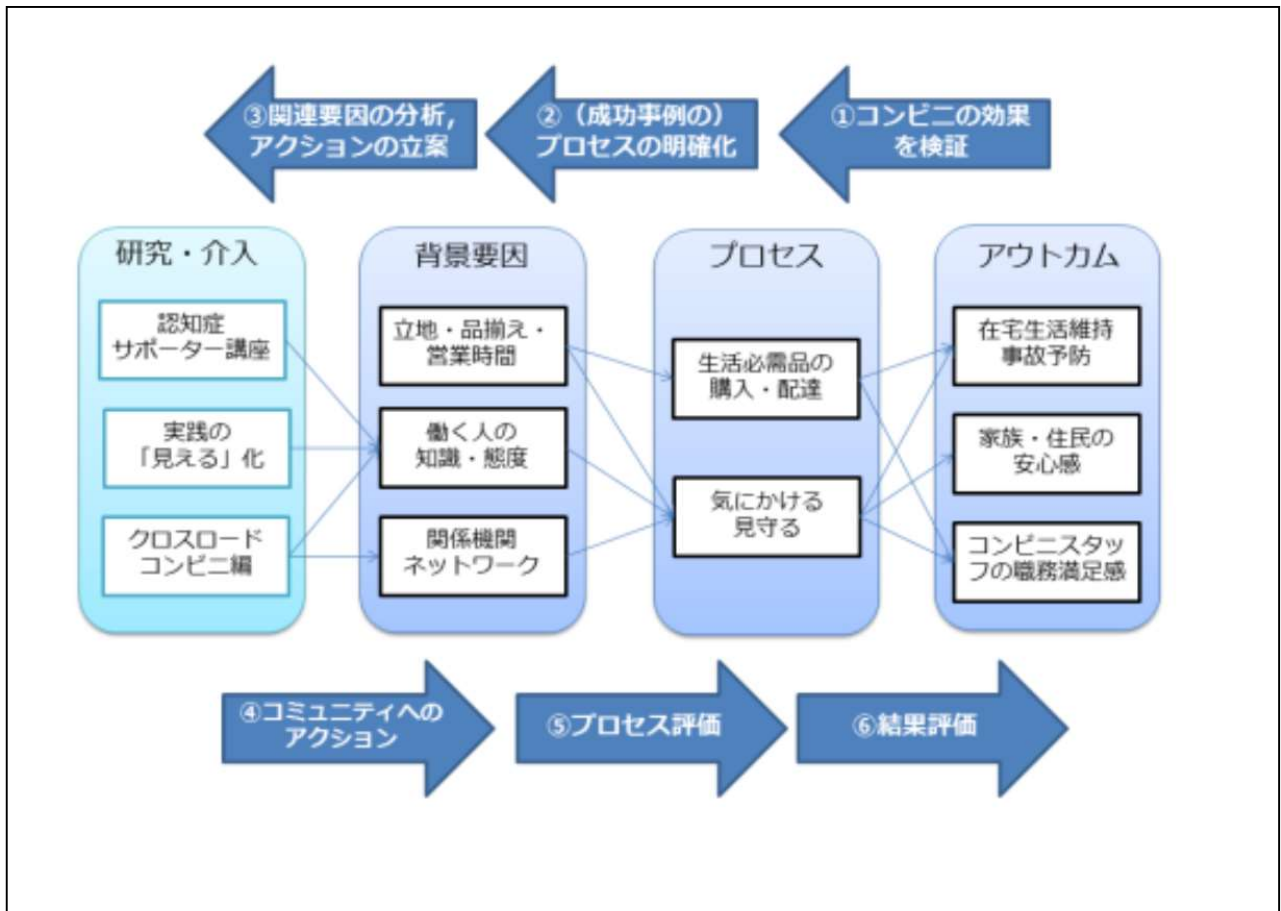 ③関連要因の分析,
アクションの立案
②（成功事例の）
プロセスの明確化
①コンビニの効果
を検証
研究・介入
認知症
サポーター講座
実践の
「見える」化
クロスロード
コンビニ編
背景要因
立地・品揃え・
営業時間
働く人の
知識・態度
関係機関
ネットワーク
プロセス
生活必需品の
購入・配達
気にかける
見守る
アウトカム
在宅生活維持
事故予防
家族・住民の
安心感
コンビニスタッ
フの職務満足感
④コミュニティへの
アクション
⑤プロセス評価
⑥結果評価